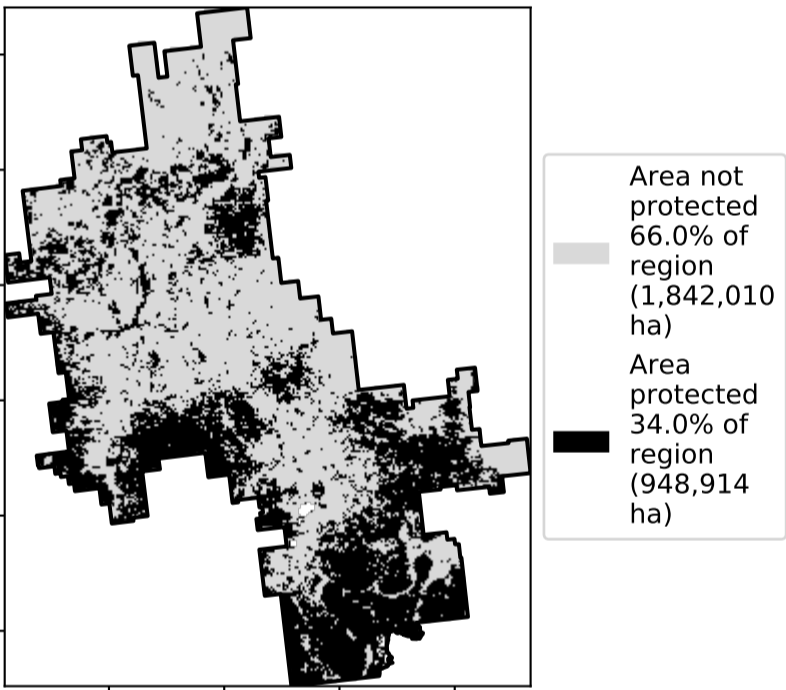 Area not
protected
66.0% of
region
(1,842,010
ha)
Area
protected
34.0% of
region
(948,914
ha)